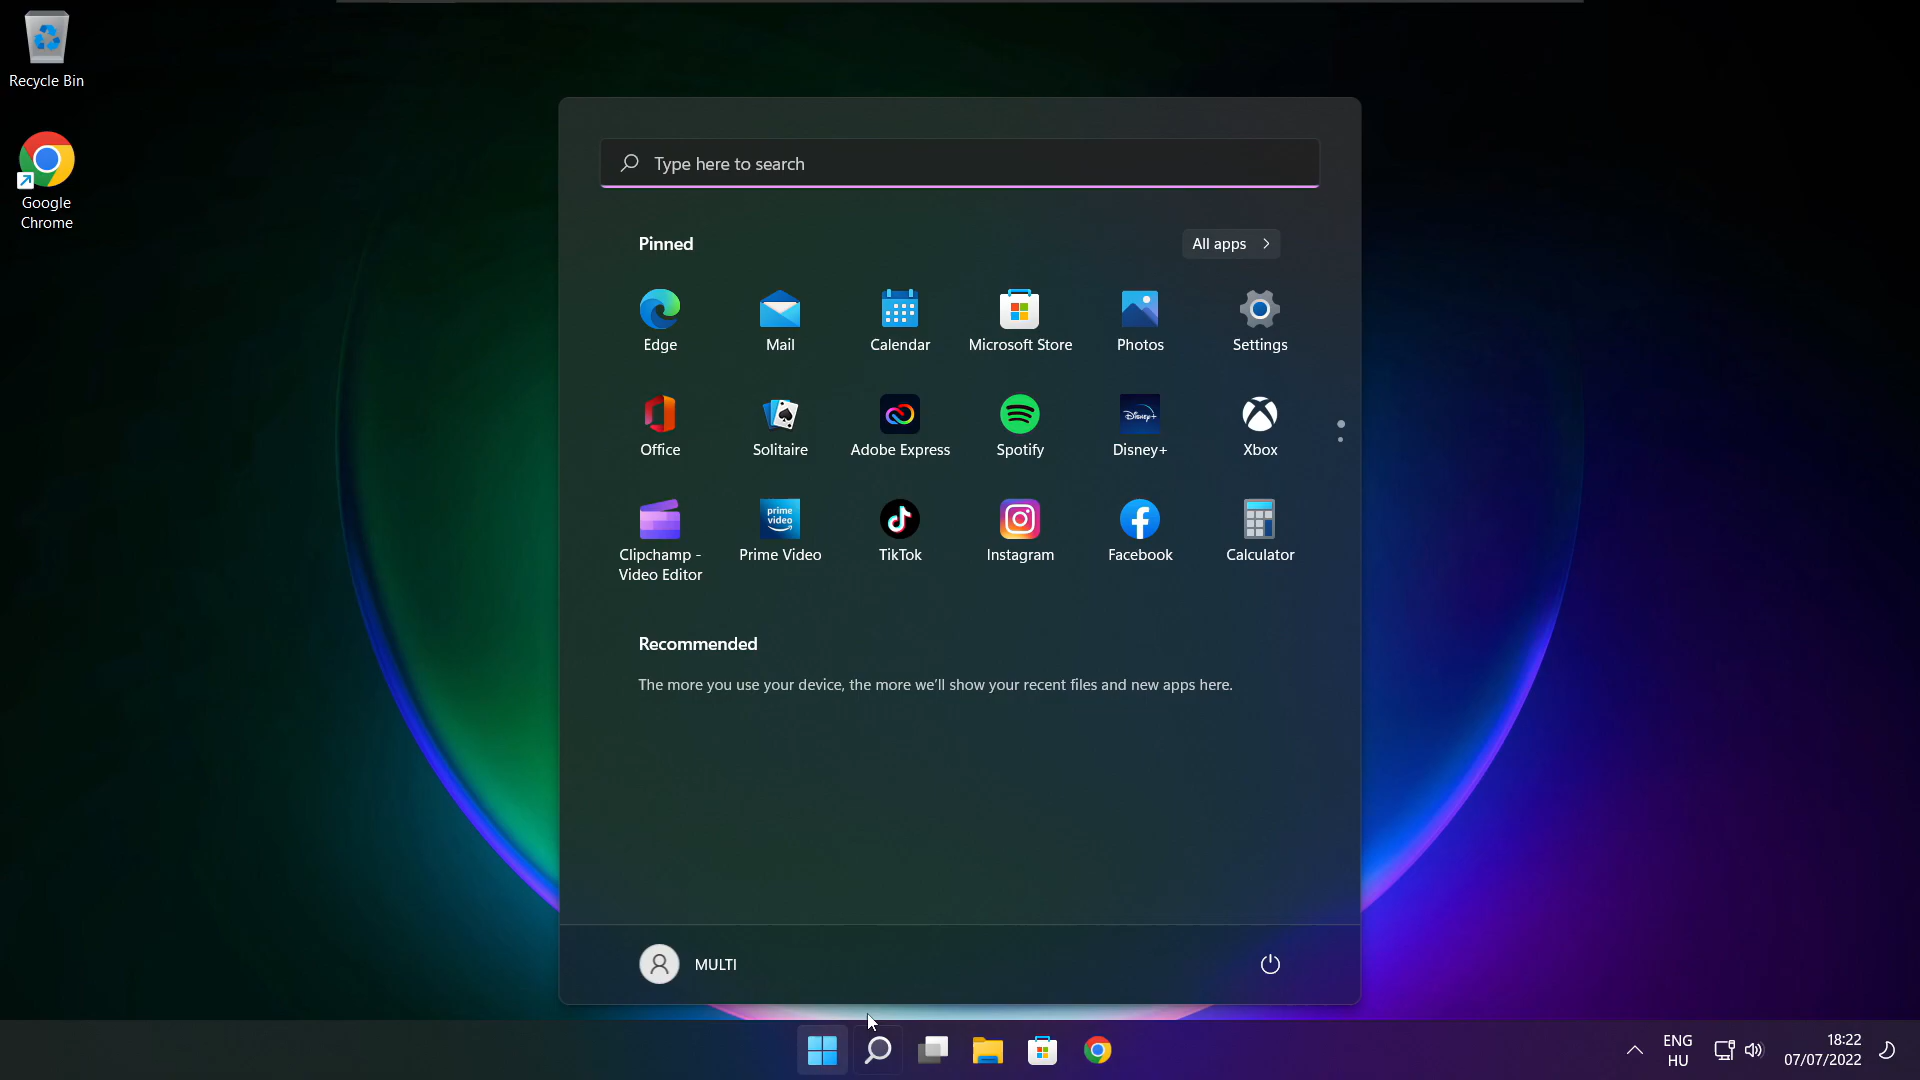 Recycle Bin
Google
Chrome
Type here to search
Pinned
All apps
Edge
Mail
Calendar
Microsoft Store
Photos
Settings
Disney+
Office
Solitaire
Adobe Express
Spotify
Disney+
Xbox
prime
video
Clipchamp -
Video Editor
Prime Video
TikTok
Instagram
Facebook
Calculator
Recommended
The more you use your device, the more we'll show your recent files and new apps here.
MULTI
ENG
HU
18:22
07/07/2022